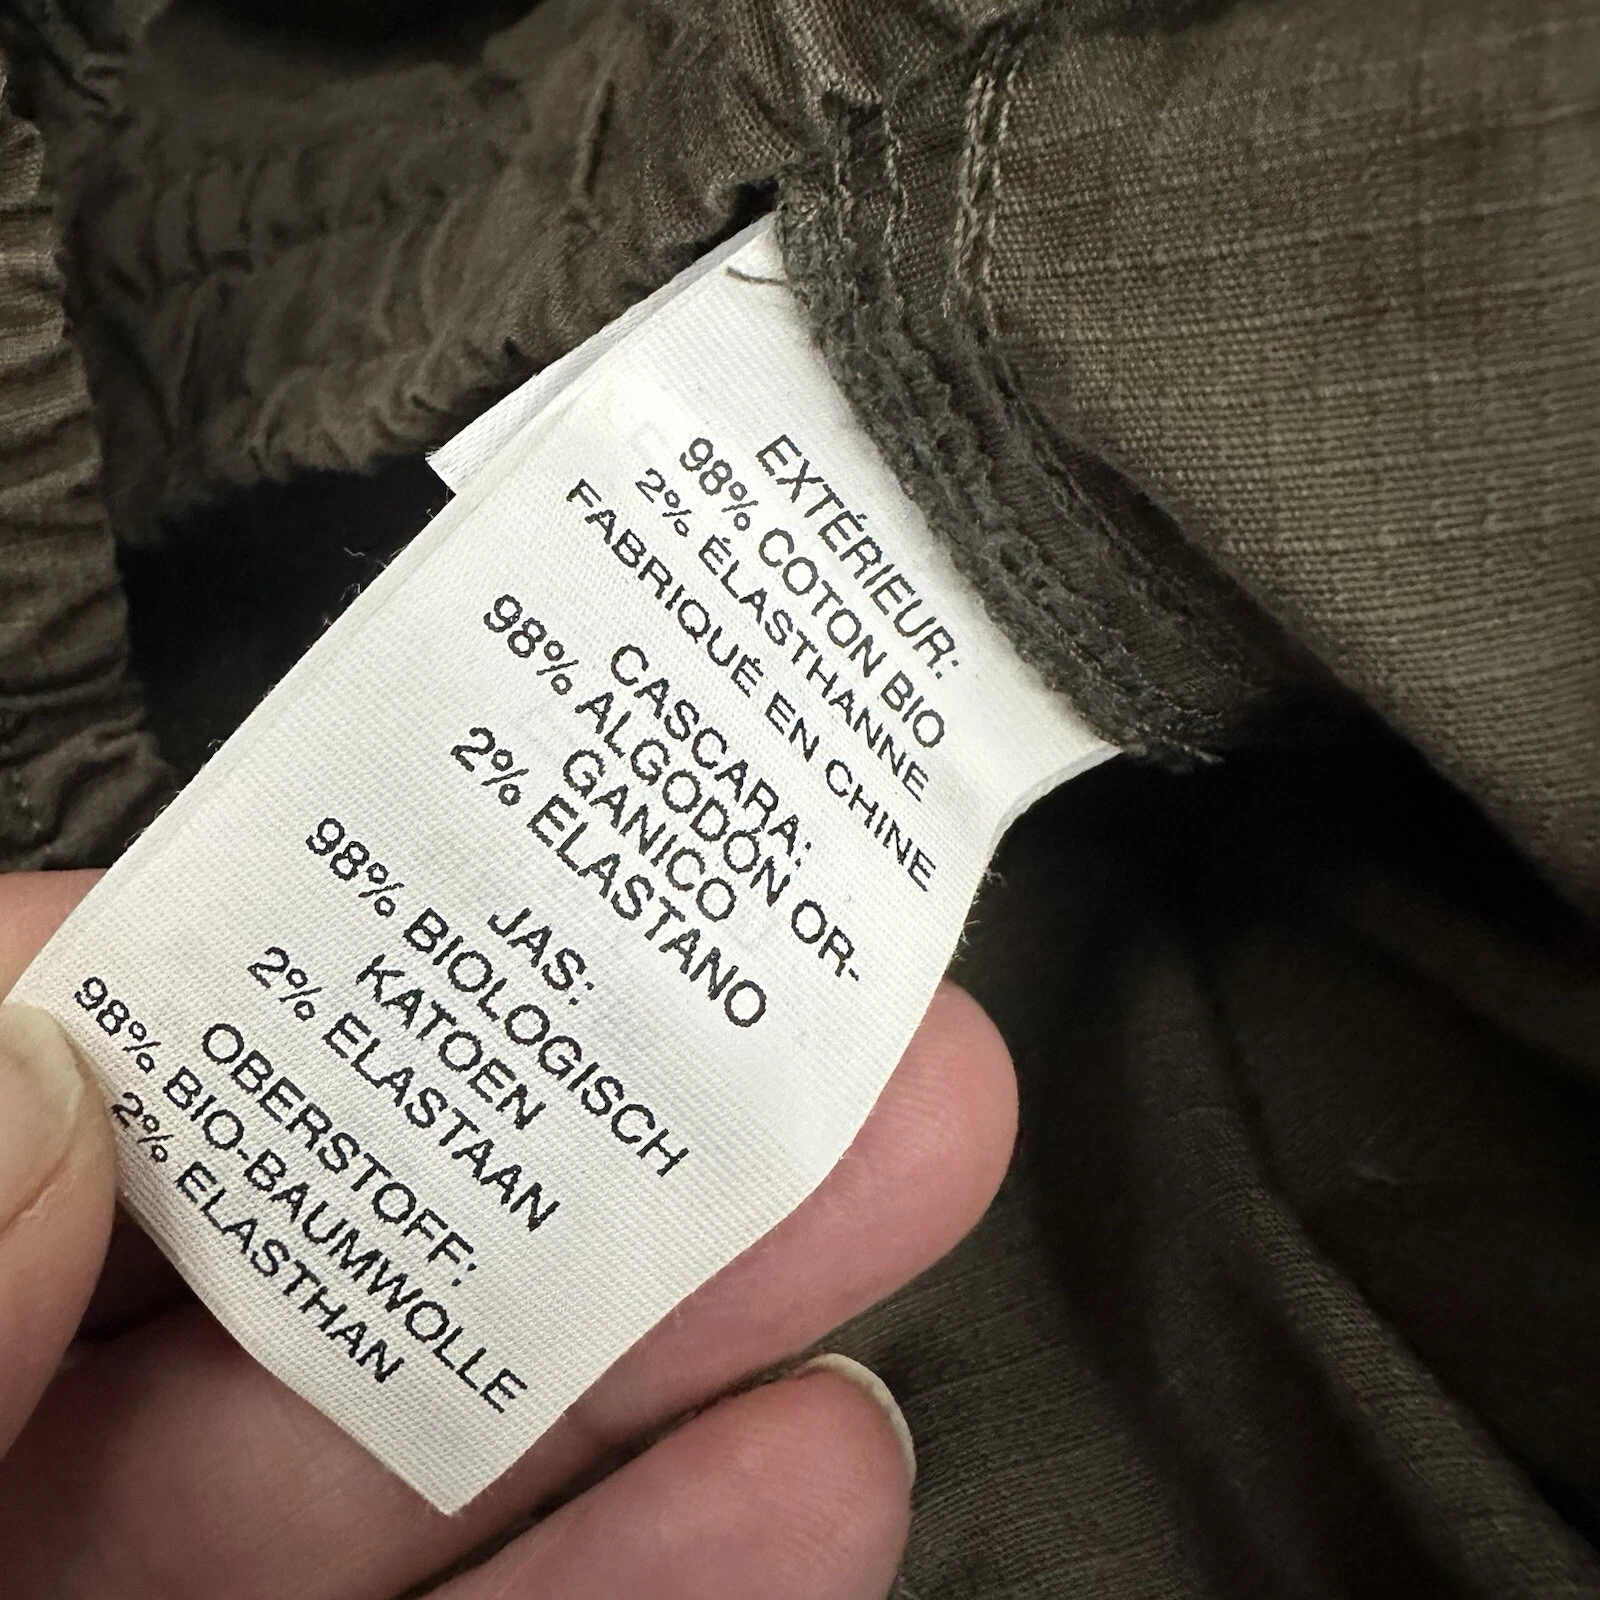 EXTÉRIEUR:
98% COTON BIO
2% ÉLASTHANNE
FABRIQUÉ EN CHINE
CASCARA:
98% ALGODÓN OR-
GANICO
2% ELASTANO
JAS:
98% BIOLOGISCH
KATOEN
2% ELASTAAN
OBERSTOFF:
98% BIO-BAUMWOLLE
2% ELASTHAN